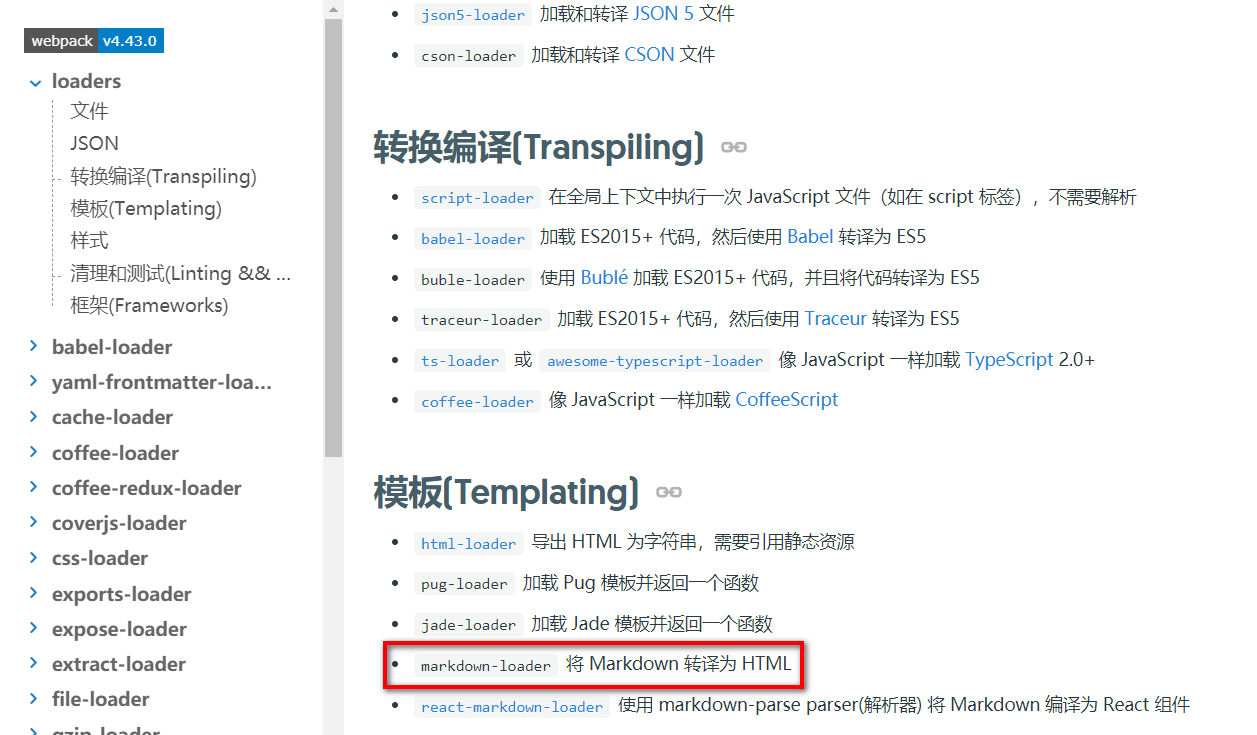 webpack v4.43.0
loaders
文件
JSON
转换编译(Transpiling)
模板(Templating)
样式
清理和测试(Linting && ...
框架(Frameworks)
babel-loader
yaml-frontmatter-loa...
cache-loader
coffee-loader
coffee-redux-loader
coverjs-loader
css-loader
exports-loader
expose-loader
extract-loader
file-loader
gzip-loader
json5-loader 加载和转译 JSON 5 文件
cson-loader 加载和转译 CSON 文件
转换编译(Transpiling)
script-loader 在全局上下文中执行一次 JavaScript 文件（如在 script 标签），不需要解析
babel-loader 加载 ES2015+ 代码，然后使用 Babel 转译为 ES5
buble-loader 使用 Bublé 加载 ES2015+ 代码，并且将代码转译为 ES5
traceur-loader 加载 ES2015+ 代码，然后使用 Traceur 转译为 ES5
ts-loader 或 awesome-typescript-loader 像 JavaScript 一样加载 TypeScript 2.0+
coffee-loader 像 JavaScript 一样加载 CoffeeScript
模板(Templating)
html-loader 导出 HTML 为字符串，需要引用静态资源
pug-loader 加载 Pug 模板并返回一个函数
jade-loader 加载 Jade 模板并返回一个函数
markdown-loader 将 Markdown 转译为 HTML
react-markdown-loader 使用 markdown-parse parser(解析器) 将 Markdown 编译为 React 组件